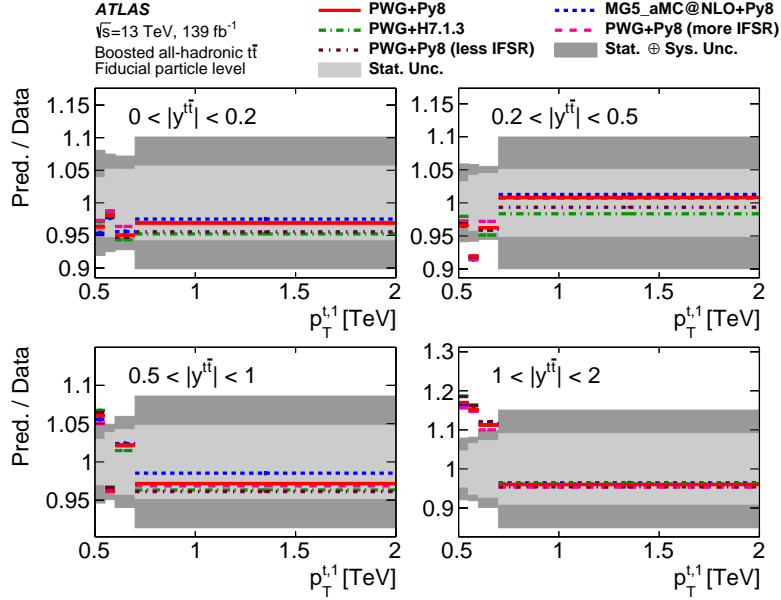 ATLAS
√s=13 TeV, 139 fb⁻¹
Boosted all-hadronic tt̄
Fiducial particle level
PWG+Py8
PWG+H7.1.3
PWG+Py8 (less IFSR)
Stat. Unc.
MG5_aMC@NLO+Py8
PWG+Py8 (more IFSR)
Stat. ⊕ Sys. Unc.
Pred. / Data
1.15
1.1
1.05
1
0.95
0.9
0 < |y^{tt̄}| < 0.2
0.5 1 1.5 2
p_T^{t,1} [TeV]
1.15
1.1
1.05
1
0.95
0.9
0.2 < |y^{tt̄}| < 0.5
0.5 1 1.5 2
p_T^{t,1} [TeV]
Pred. / Data
1.1
1.05
1
0.95
0.5 < |y^{tt̄}| < 1
0.5 1 1.5 2
p_T^{t,1} [TeV]
1.3
1.2
1.1
1
0.9
1 < |y^{tt̄}| < 2
0.5 1 1.5 2
p_T^{t,1} [TeV]